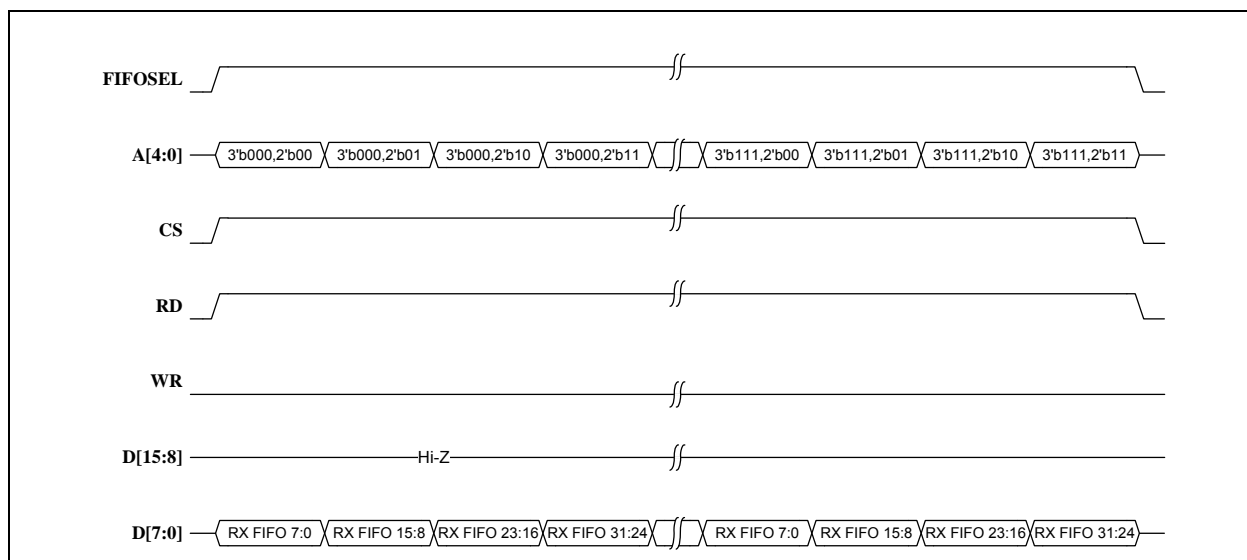 FIFOSEL
A[4:0] 3'b000,2'b00 3'b000,2'b01 3'b000,2'b10 3'b000,2'b11 3'b111,2'b00 3'b111,2'b01 3'b111,2'b10 3'b111,2'b11
CS
RD
WR
D[15:8] Hi-Z
D[7:0] RX FIFO 7:0 RX FIFO 15:8 RX FIFO 23:16 RX FIFO 31:24 RX FIFO 7:0 RX FIFO 15:8 RX FIFO 23:16 RX FIFO 31:24